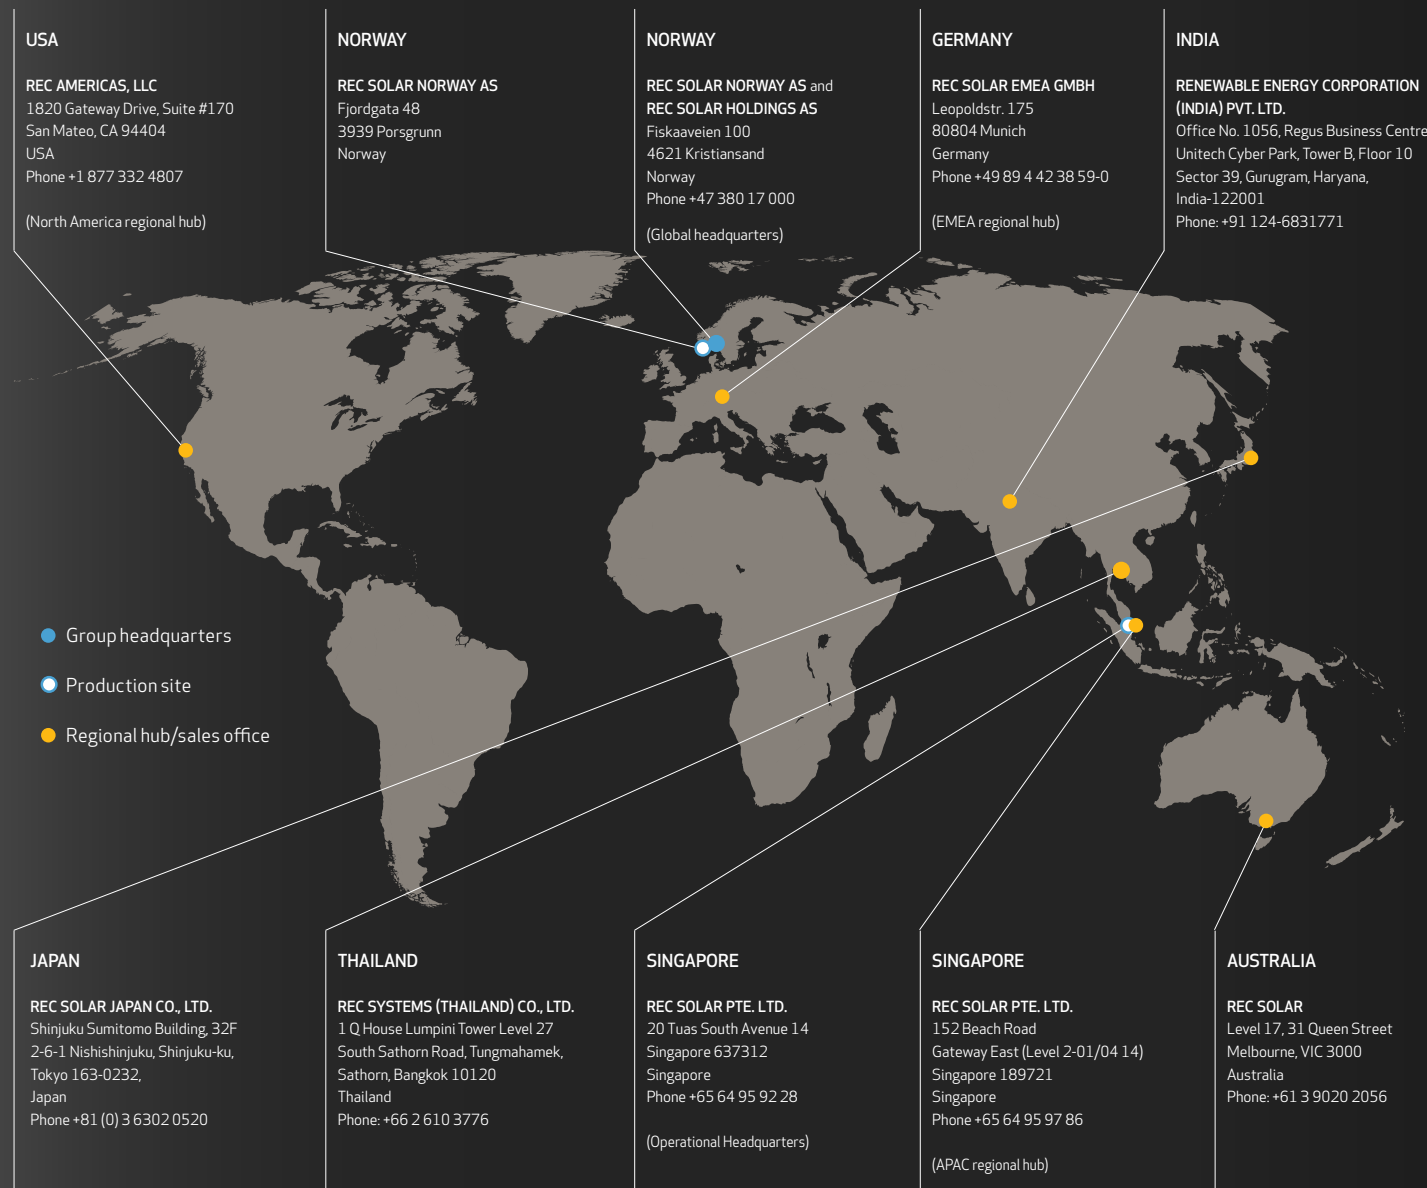 USA
REC AMERICAS, LLC
1820 Gateway Drive, Suite #170
San Mateo, CA 94404
USA
Phone +1 877 332 4807
(North America regional hub)
NORWAY
REC SOLAR NORWAY AS
Fjordgata 48
3939 Porsgrunn
Norway
NORWAY
REC SOLAR NORWAY AS and
REC SOLAR HOLDINGS AS
Fiskaaveien 100
4621 Kristiansand
Norway
Phone +47 380 17 000
(Global headquarters)
GERMANY
REC SOLAR EMEA GMBH
Leopoldstr. 175
80804 Munich
Germany
Phone +49 89 4 42 38 59-0
(EMEA regional hub)
INDIA
RENEWABLE ENERGY CORPORATION
(INDIA) PVT. LTD.
Office No. 1056, Regus Business Centre
Unitech Cyber Park, Tower B, Floor 10
Sector 39, Gurugram, Haryana,
India-122001
Phone: +91 124-6831771
Group headquarters
Production site
Regional hub/sales office
JAPAN
REC SOLAR JAPAN CO., LTD.
Shinjuku Sumitomo Building, 32F
2-6-1 Nishishinjuku, Shinjuku-ku,
Tokyo 163-0232,
Japan
Phone +81 (0) 3 6302 0520
THAILAND
REC SYSTEMS (THAILAND) CO., LTD.
1 Q House Lumpini Tower Level 27
South Sathorn Road, Tungmahamek,
Sathorn, Bangkok 10120
Thailand
Phone: +66 2 610 3776
SINGAPORE
REC SOLAR PTE. LTD.
20 Tuas South Avenue 14
Singapore 637312
Singapore
Phone +65 64 95 92 28
(Operational Headquarters)
SINGAPORE
REC SOLAR PTE. LTD.
152 Beach Road
Gateway East (Level 2-01/04 14)
Singapore 189721
Singapore
Phone +65 64 95 97 86
(APAC regional hub)
AUSTRALIA
REC SOLAR
Level 17, 31 Queen Street
Melbourne, VIC 3000
Australia
Phone: +61 3 9020 2056